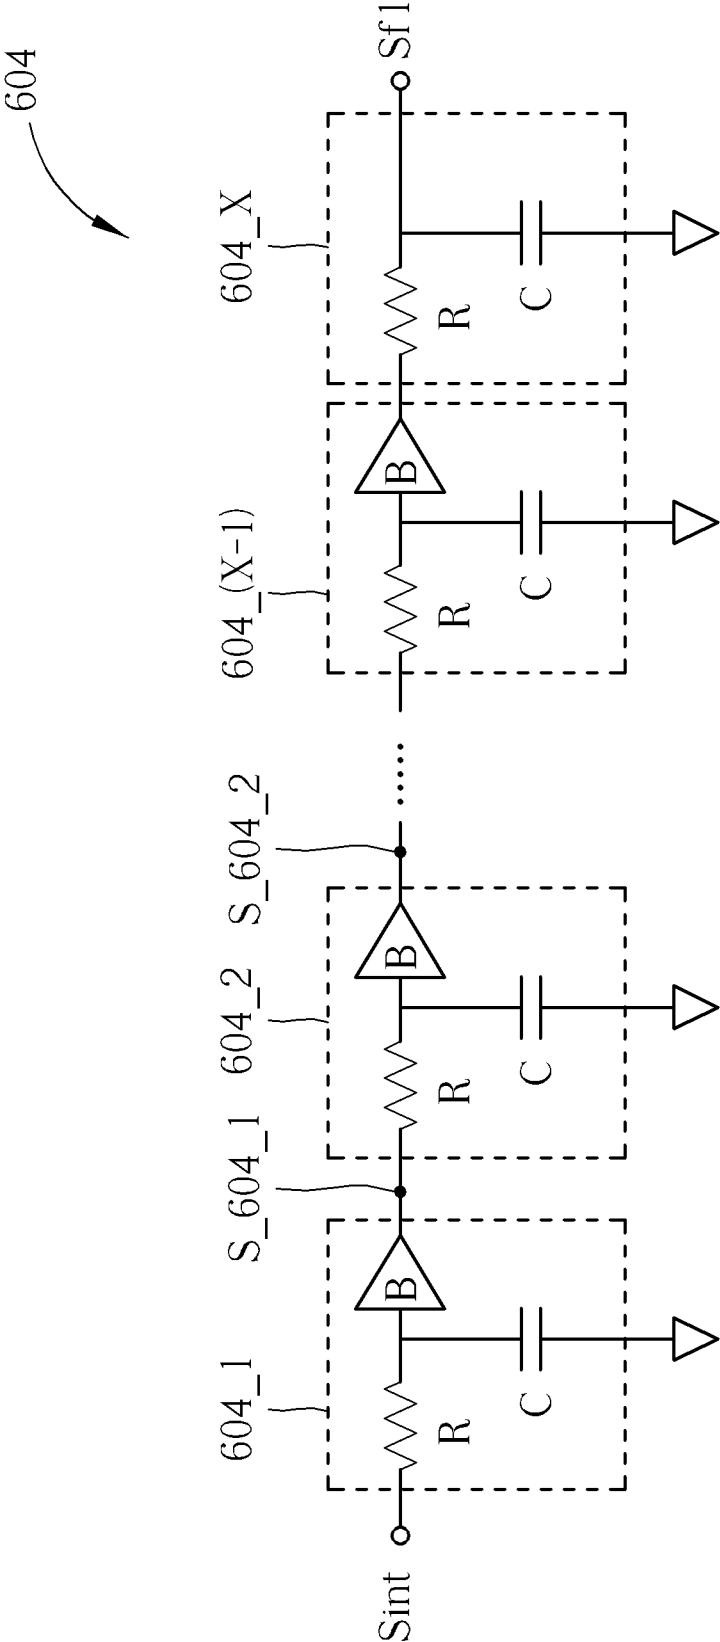 604
604_1
S_604_1
604_2
S_604_2
604_(X-1)
604_X
Sint
R
C
B
R
C
B
.....
R
C
B
R
C
Sf1